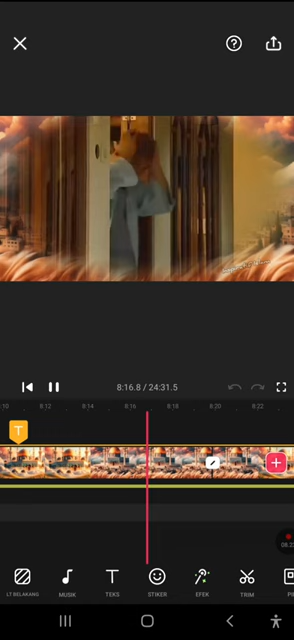 8:16.8 / 24:31.5
:10 8:12 8:14 8:16 8:18 8:20 8:22
T
LT BELAKANG MUSIK TEKS STIKER EFEK TRIM